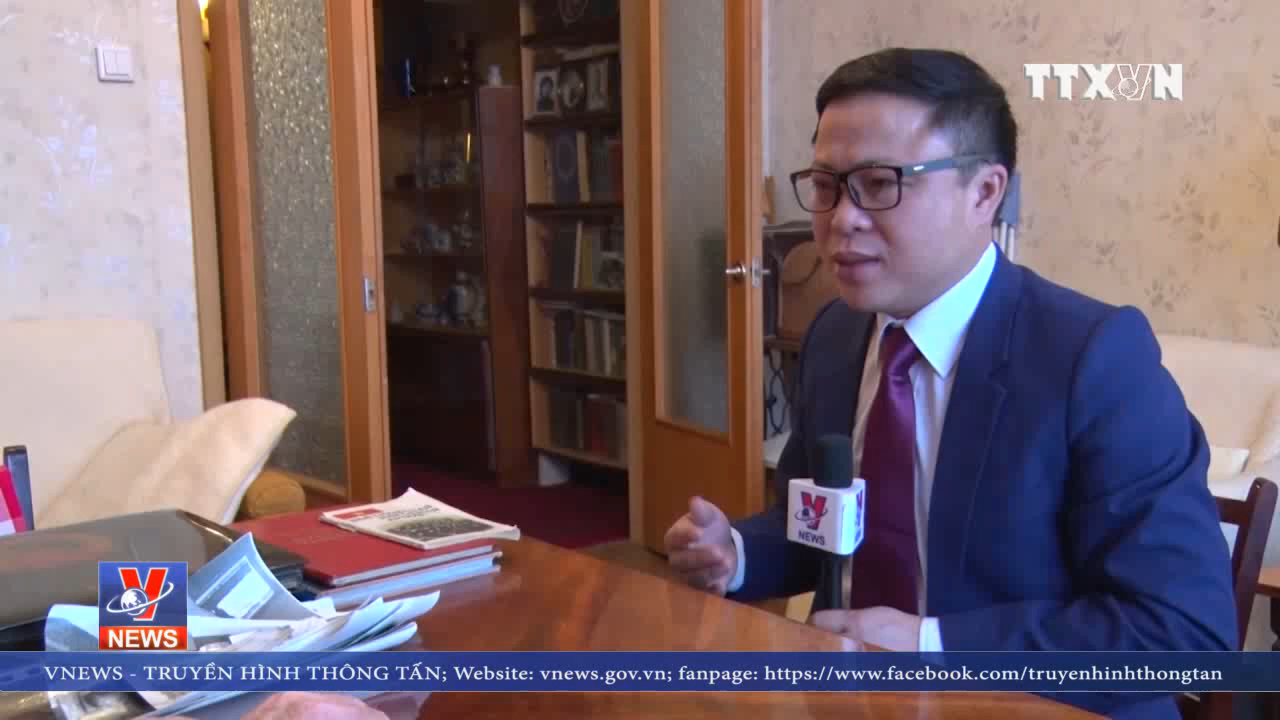 TTXVN
V
NEWS
V
NEWS
VNEWS - TRUYỀN HÌNH THÔNG TẤN; Website: vnews.gov.vn; fanpage: https://www.facebook.com/truyenhinhthongtan